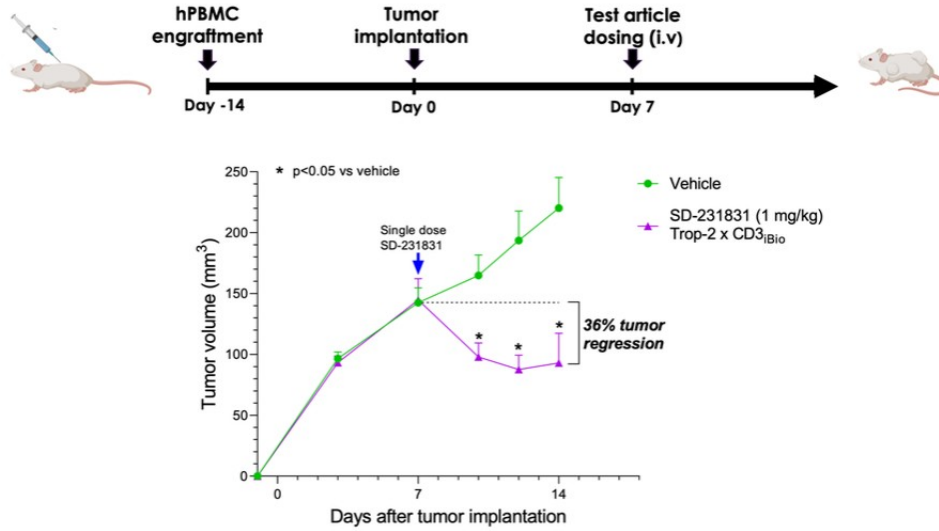 hPBMC
engraftment
Tumor
implantation
Test article
dosing (i.v)
Day -14
Day 0
Day 7
* p<0.05 vs vehicle
Vehicle
SD-231831 (1 mg/kg)
Trop-2 x CD3iBio
Single dose
SD-231831
36% tumor
regression
*
*
*
Tumor volume (mm³)
250
200
150
100
50
0
0
7
14
Days after tumor implantation